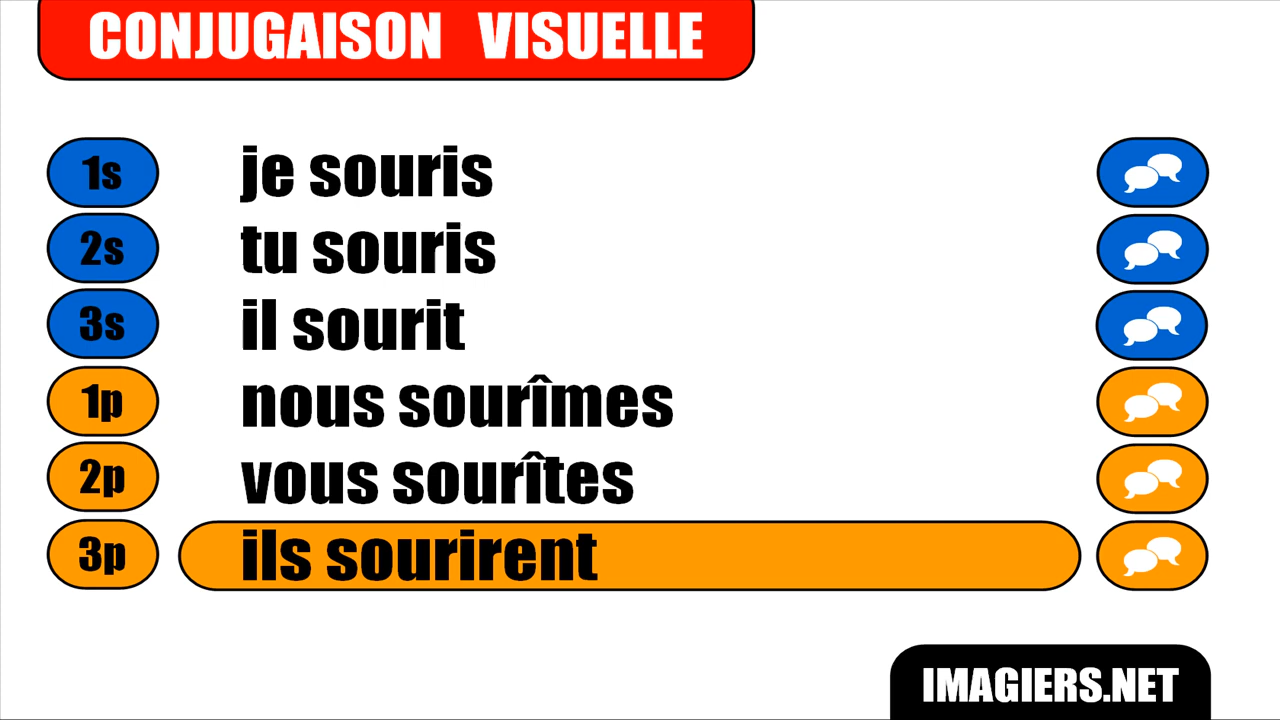 CONJUGAISON VISUELLE
1s je souris
2s tu souris
3s il sourit
1p nous sourîmes
2p vous sourîtes
3p ils sourirent
IMAGIERS.NET